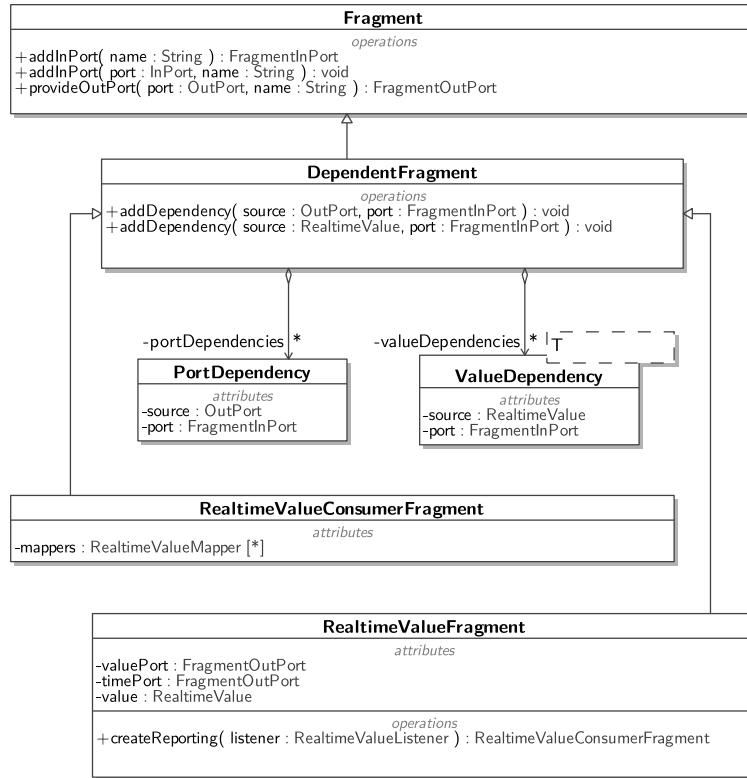 Fragment
operations
+addInPort( name : String ) : FragmentInPort
+addInPort( port : InPort, name : String ) : void
+provideOutPort( port : OutPort, name : String ) : FragmentOutPort
DependentFragment
operations
+addDependency( source : OutPort, port : FragmentInPort ) : void
+addDependency( source : RealtimeValue, port : FragmentInPort ) : void
-portDependencies *
-valueDependencies *
T
PortDependency
attributes
-source : OutPort
-port : FragmentInPort
ValueDependency
attributes
-source : RealtimeValue
-port : FragmentInPort
RealtimeValueConsumerFragment
attributes
-mappers : RealtimeValueMapper [*]
RealtimeValueFragment
attributes
-valuePort : FragmentOutPort
-timePort : FragmentOutPort
-value : RealtimeValue
operations
+createReporting( listener : RealtimeValueListener ) : RealtimeValueConsumerFragment